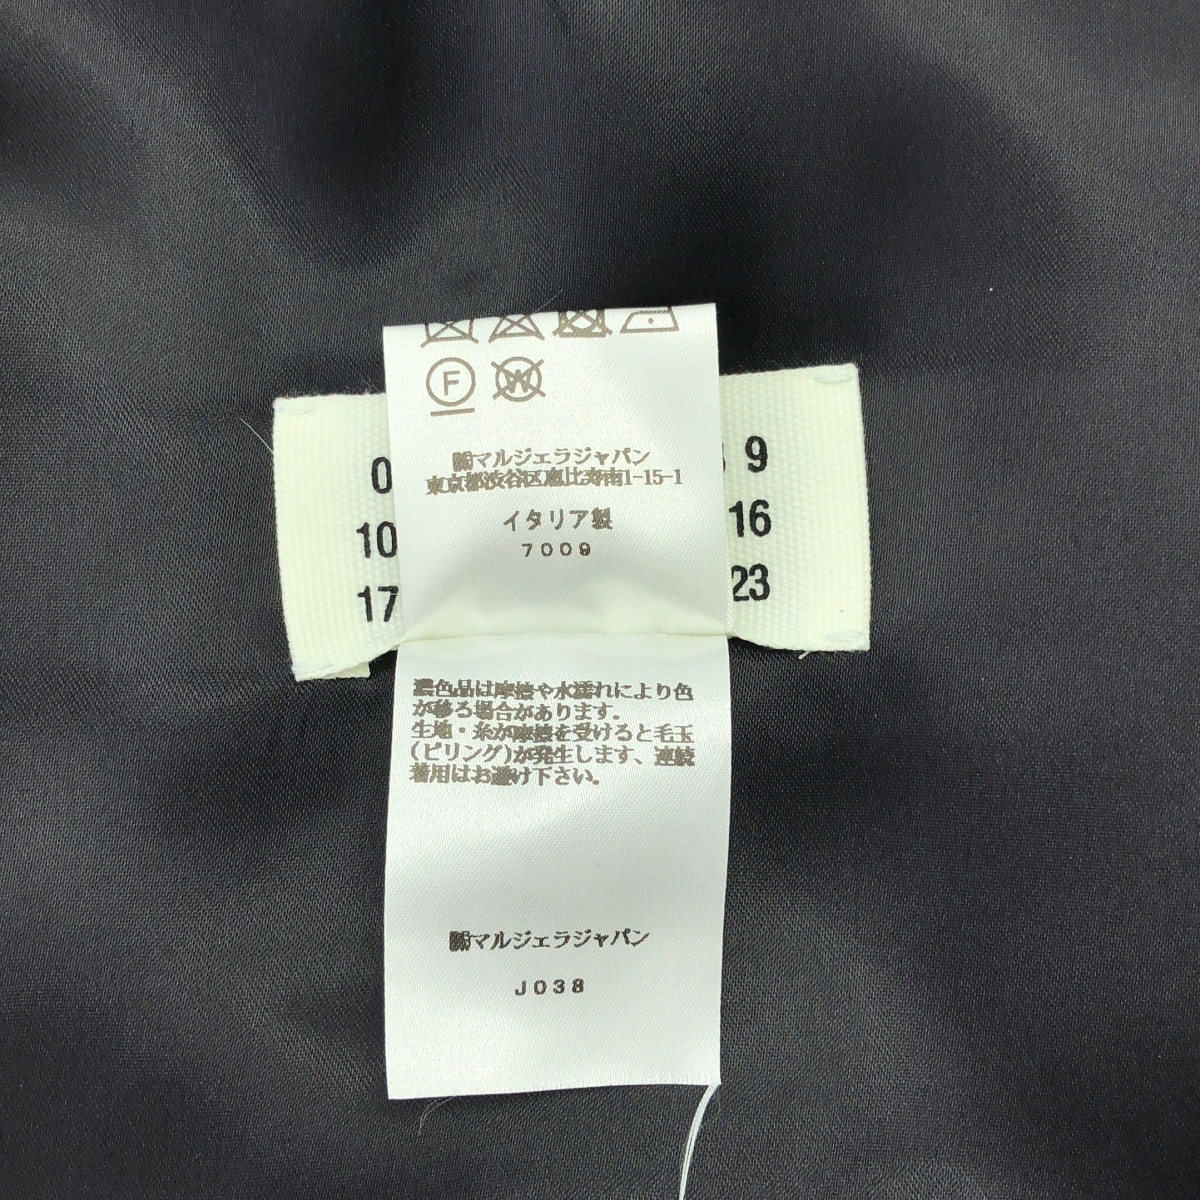 F W
㈱マルジェラジャパン
東京都渋谷区恵比寿南1-15-1
イタリア製
7009
0 9
10 16
17 23
濃色品は摩擦や水濡れにより色
が移る場合があります。
生地・糸が摩擦を受けると毛玉
(ピリング)が発生します、連続
着用はお避け下さい。
㈱マルジェラジャパン
J038